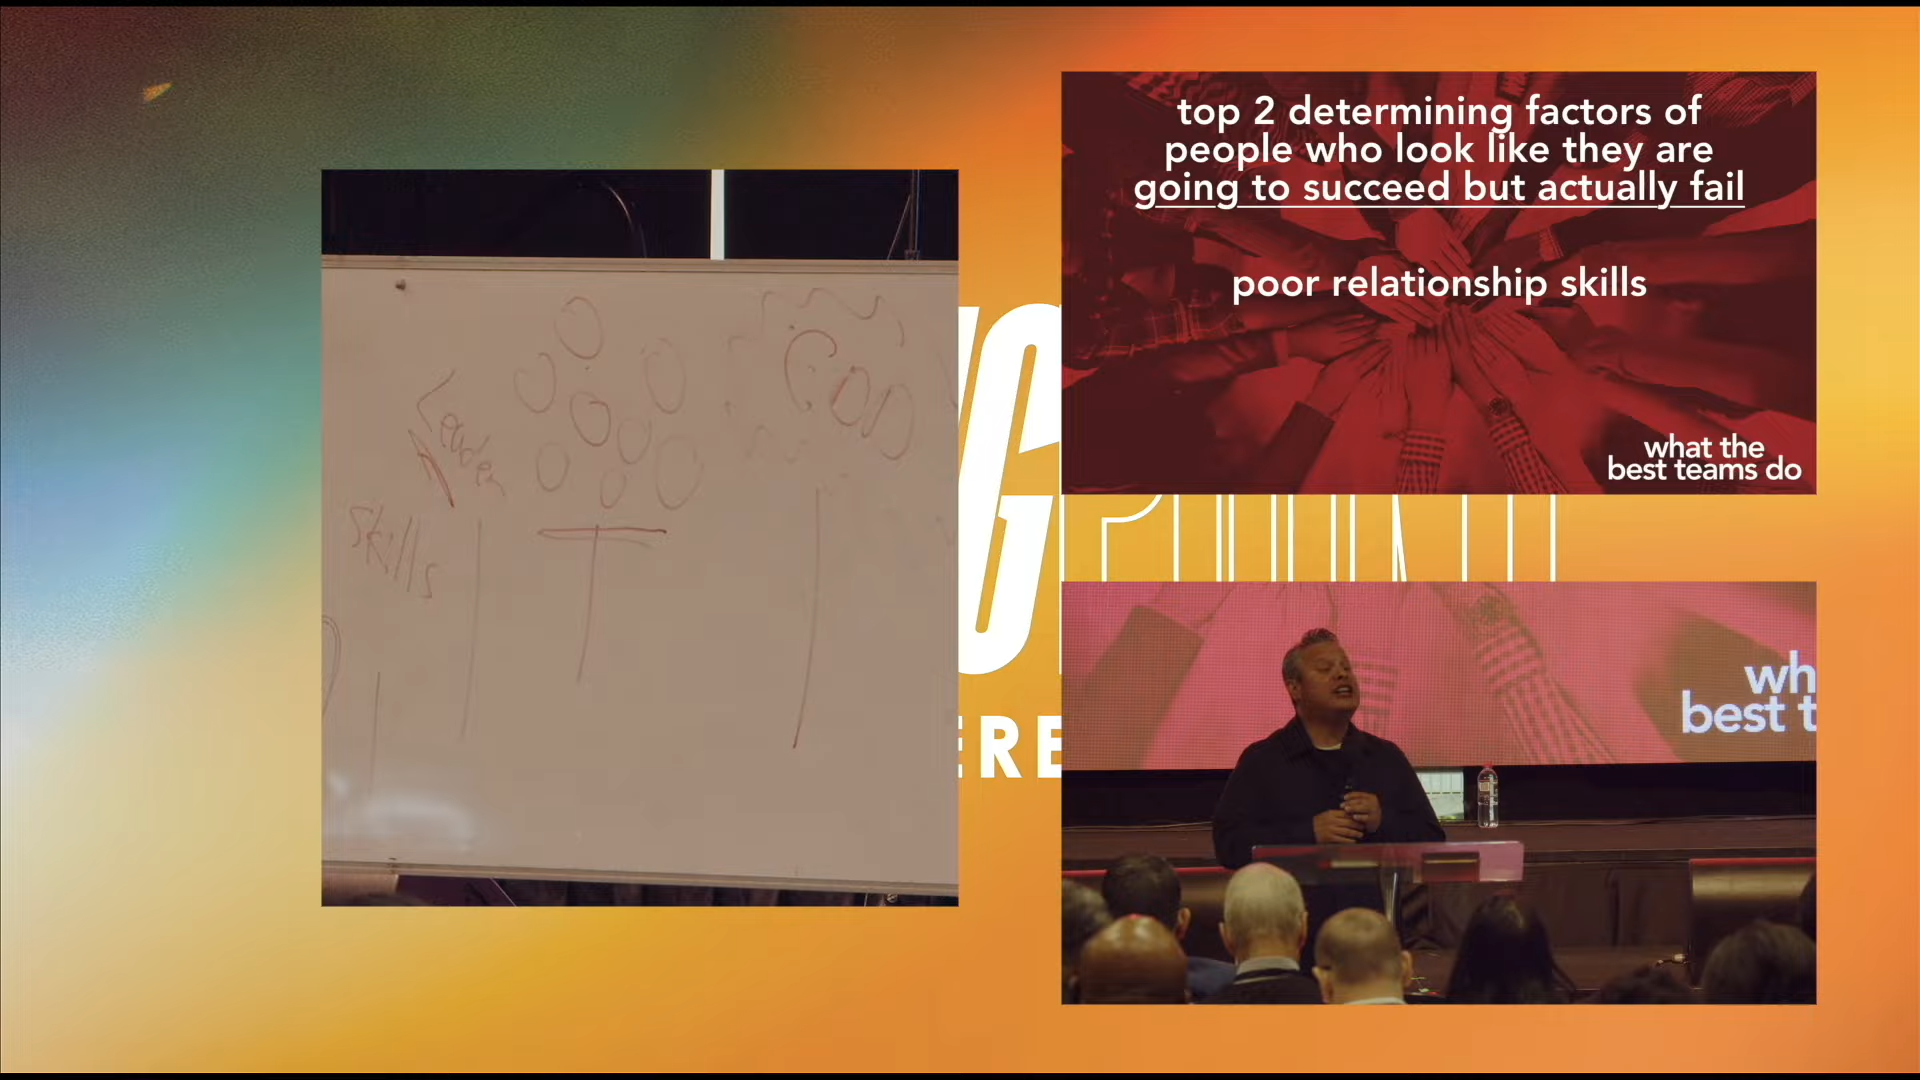 Leader
Skills
top 2 determining factors of
people who look like they are
going to succeed but actually fail
poor relationship skills
what the
best teams do
G POINT
ERE
wh
best t